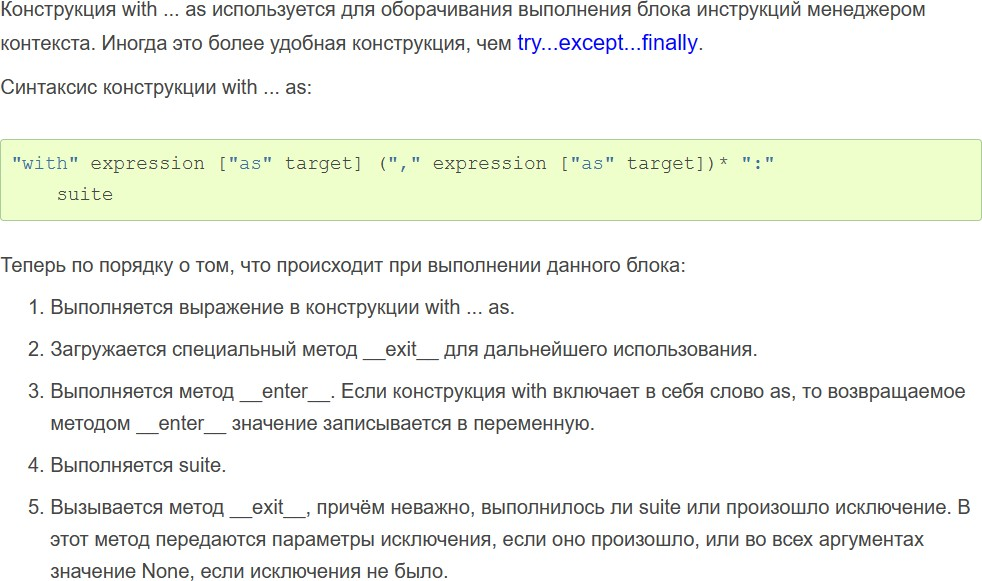 Конструкция with ... as используется для оборачивания выполнения блока инструкций менеджером
контекста. Иногда это более удобная конструкция, чем try...except...finally.
Синтаксис конструкции with ... as:
"with" expression ["as" target] ("," expression ["as" target])* ":"
    suite
Теперь по порядку о том, что происходит при выполнении данного блока:
1. Выполняется выражение в конструкции with ... as.
2. Загружается специальный метод __exit__ для дальнейшего использования.
3. Выполняется метод __enter__. Если конструкция with включает в себя слово as, то возвращаемое
методом __enter__ значение записывается в переменную.
4. Выполняется suite.
5. Вызывается метод __exit__, причём неважно, выполнилось ли suite или произошло исключение. В
этот метод передаются параметры исключения, если оно произошло, или во всех аргументах
значение None, если исключения не было.